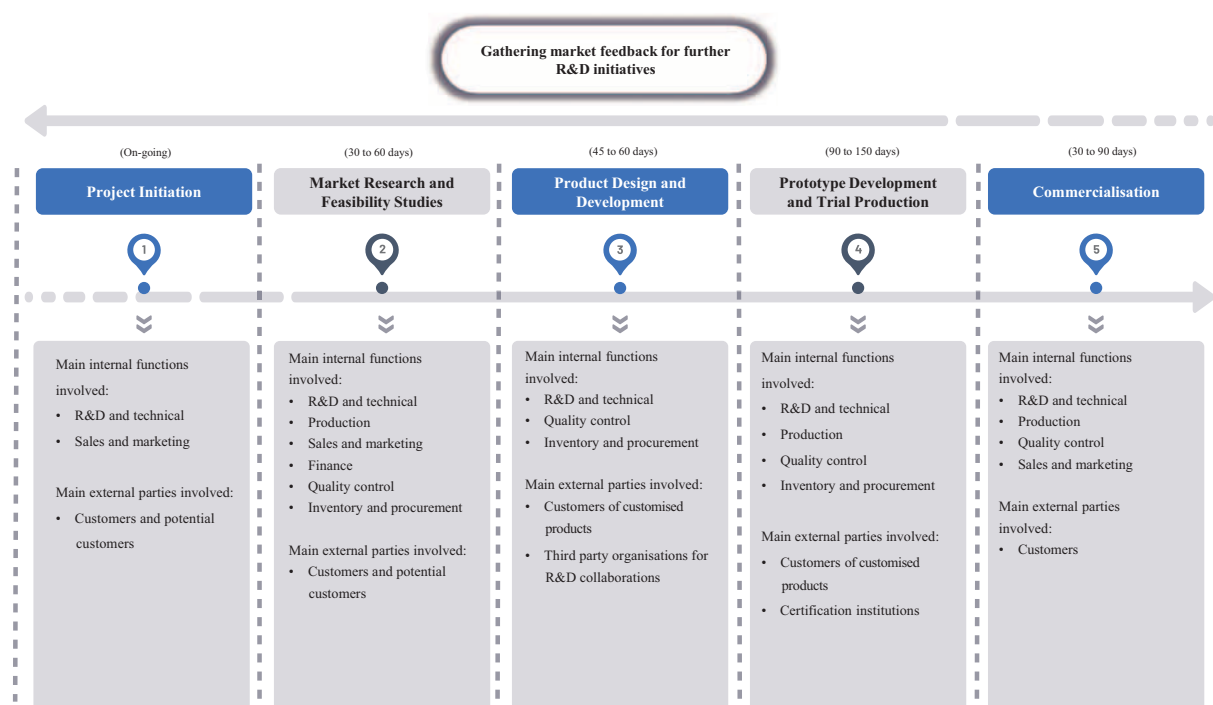 Gathering market feedback for further
R&D initiatives
(On-going)
Project Initiation
1
Main internal functions
involved:
• R&D and technical
• Sales and marketing
Main external parties involved:
• Customers and potential
customers
(30 to 60 days)
Market Research and
Feasibility Studies
2
Main internal functions
involved:
• R&D and technical
• Production
• Sales and marketing
• Finance
• Quality control
• Inventory and procurement
Main external parties involved:
• Customers and potential
customers
(45 to 60 days)
Product Design and
Development
3
Main internal functions
involved:
• R&D and technical
• Quality control
• Inventory and procurement
Main external parties involved:
• Customers of customised
products
• Third party organisations for
R&D collaborations
(90 to 150 days)
Prototype Development
and Trial Production
4
Main internal functions
involved:
• R&D and technical
• Production
• Quality control
• Inventory and procurement
Main external parties involved:
• Customers of customised
products
• Certification institutions
(30 to 90 days)
Commercialisation
5
Main internal functions
involved:
• R&D and technical
• Production
• Quality control
• Sales and marketing
Main external parties
involved:
• Customers